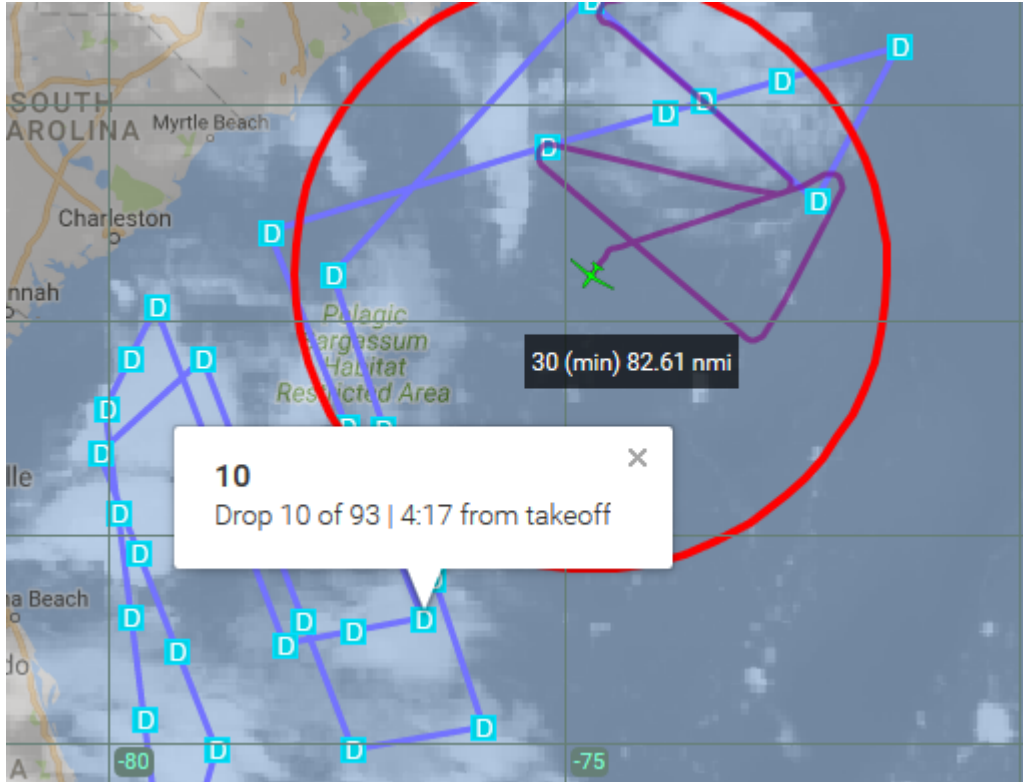 D
D
D
D
D
D
SOUTH
AROLINA
Myrtle Beach
Charleston
D
D
D
nnah
D
Pelagic
argassum
Habitat
Restricted Area
30 (min) 82.61 nmi
D
D
D
D
D
D
lle
10
×
Drop 10 of 93 | 4:17 from takeoff
D
D
D
na Beach
D
D
D
D
D
D
do
D
D
D
D
A
-80
-75